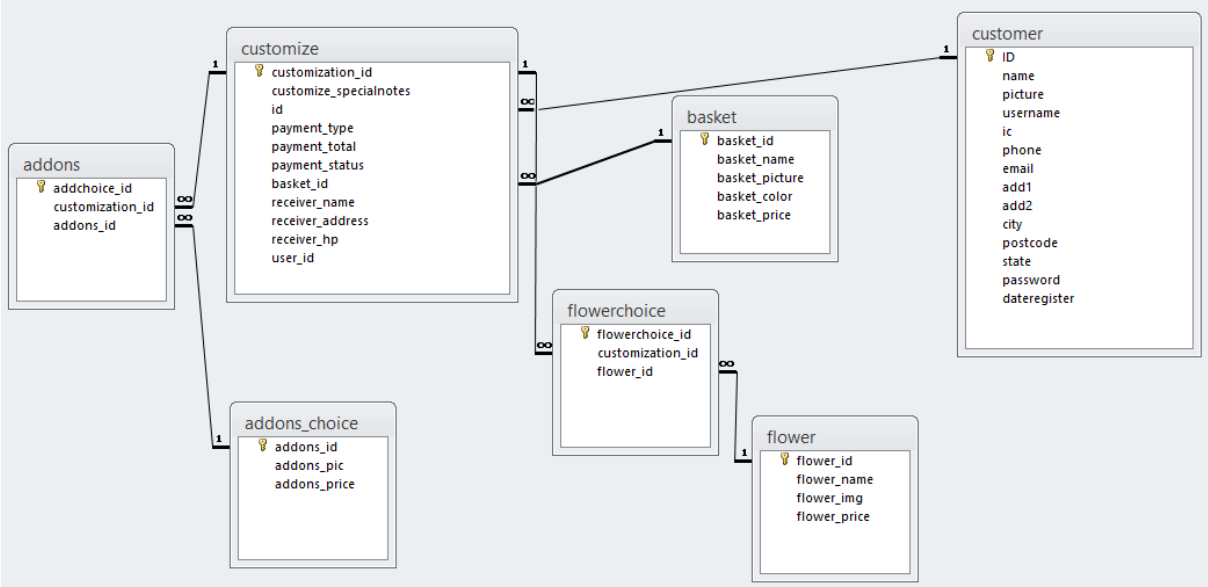 addons
addchoice_id
customization_id
addons_id
customize
customization_id
customize_specialnotes
id
payment_type
payment_total
payment_status
basket_id
receiver_name
receiver_address
receiver_hp
user_id
basket
basket_id
basket_name
basket_picture
basket_color
basket_price
customer
ID
name
picture
username
ic
phone
email
add1
add2
city
postcode
state
password
dateregister
flowerchoice
flowerchoice_id
customization_id
flower_id
addons_choice
addons_id
addons_pic
addons_price
flower
flower_id
flower_name
flower_img
flower_price
1
∞
∞
1
1
∞
∞
1
1
∞
∞
1